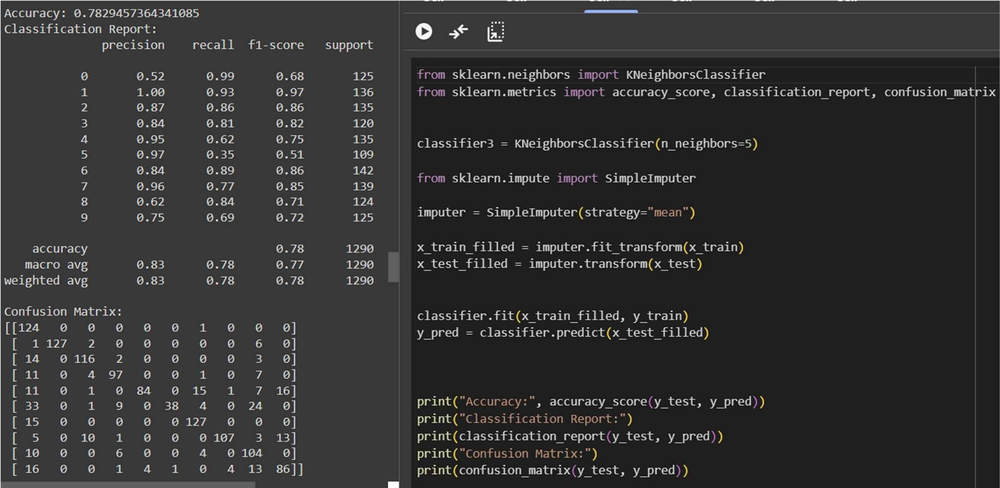 Accuracy: 0.7829457364341085
Classification Report:
precision recall f1-score support
0 0.52 0.99 0.68 125
1 1.00 0.93 0.97 136
2 0.87 0.86 0.86 135
3 0.84 0.81 0.82 120
4 0.95 0.62 0.75 135
5 0.97 0.35 0.51 109
6 0.84 0.89 0.86 142
7 0.96 0.77 0.85 139
8 0.62 0.84 0.71 124
9 0.75 0.69 0.72 125
accuracy 0.78 1290
macro avg 0.83 0.78 0.77 1290
weighted avg 0.83 0.78 0.78 1290
Confusion Matrix:
[[124 0 0 0 0 0 1 0 0 0]
[ 1 127 2 0 0 0 0 0 6 0]
[ 14 0 116 2 0 0 0 0 3 0]
[ 11 0 4 97 0 0 1 0 7 0]
[ 11 0 1 0 84 0 15 1 7 16]
[ 33 0 1 9 0 38 4 0 24 0]
[ 15 0 0 0 0 0 127 0 0 0]
[ 5 0 10 1 0 0 0 107 3 13]
[ 10 0 0 6 0 0 4 0 104 0]
[ 16 0 0 1 4 1 0 4 13 86]]
from sklearn.neighbors import KNeighborsClassifier
from sklearn.metrics import accuracy_score, classification_report, confusion_matrix
classifier3 = KNeighborsClassifier(n_neighbors=5)
from sklearn.impute import SimpleImputer
imputer = SimpleImputer(strategy="mean")
x_train_filled = imputer.fit_transform(x_train)
x_test_filled = imputer.transform(x_test)
classifier.fit(x_train_filled, y_train)
y_pred = classifier.predict(x_test_filled)
print("Accuracy:", accuracy_score(y_test, y_pred))
print("Classification Report:")
print(classification_report(y_test, y_pred))
print("Confusion Matrix:")
print(confusion_matrix(y_test, y_pred))